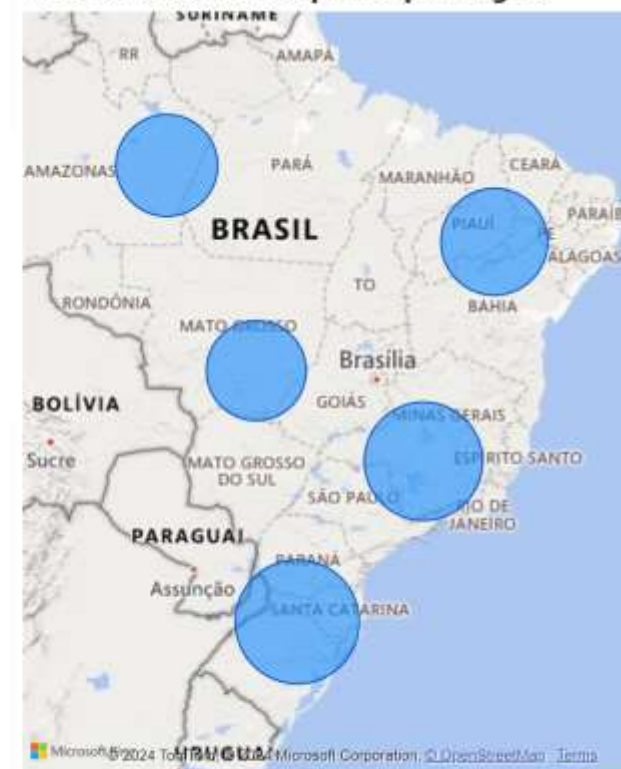 SURINAME
RR
AMAPÁ
AMAZONAS
PARÁ
MARANHÃO
CEARÁ
BRASIL
PIAUÍ
PARAÍB
PE
ALAGOAS
TO
RONDÔNIA
BAHIA
MATO GROSSO
Brasília
BOLÍVIA
GOIÁS
MINAS GERAIS
Sucre
MATO GROSSO
DO SUL
ESPÍRITO SANTO
SÃO PAULO
RIO DE
JANEIRO
PARAGUAI
PARANÁ
Assunção
SANTA CATARINA
URUGUAI
Microsoft
© 2024 TomTom, © 2024 Microsoft Corporation, © OpenStreetMap Terms